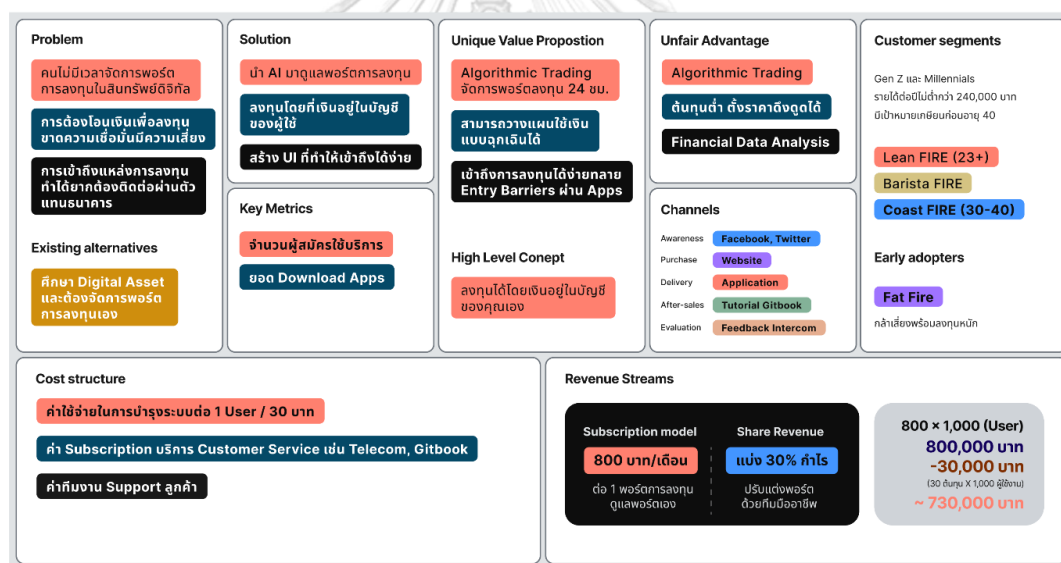 Problem
คนไม่มีเวลาจัดการพอร์ต
การลงทุนในสินทรัพย์ดิจิทัล
การต้องโอนเงินเพื่อลงทุน
ขาดความเชื่อมั่นมีความเสี่ยง
การเข้าถึงแหล่งการลงทุน
ทำได้ยากต้องติดต่อผ่านตัว
แทนธนาคาร
Existing alternatives
ศึกษา Digital Asset
และต้องจัดการพอร์ต
การลงทุนเอง
Solution
นำ AI มาดูแลพอร์ตการลงทุน
ลงทุนโดยที่เงินอยู่ในบัญชี
ของผู้ใช้
สร้าง UI ที่ทำให้เข้าถึงได้ง่าย
Key Metrics
จำนวนผู้สมัครใช้บริการ
ยอด Download Apps
Unique Value Propostion
Algorithmic Trading
จัดการพอร์ตลงทุน 24 ชม.
สามารถวางแผนใช้เงิน
แบบฉุกเฉินได้
เข้าถึงการลงทุนได้ง่ายทลาย
Entry Barriers ผ่าน Apps
High Level Conept
ลงทุนได้โดยเงินอยู่ในบัญชี
ของคุณเอง
Unfair Advantage
Algorithmic Trading
ต้นทุนต่ำ ตั้งราคาดึงดูดได้
Financial Data Analysis
Channels
Awareness Facebook, Twitter
Purchase Website
Delivery Application
After-sales Tutorial Gitbook
Evaluation Feedback Intercom
Customer segments
Gen Z และ Millennials
รายได้ต่อปีไม่ต่ำกว่า 240,000 บาท
มีเป้าหมายเกษียนก่อนอายุ 40
Lean FIRE (23+)
Barista FIRE
Coast FIRE (30-40)
Early adopters
Fat Fire
กล้าเสี่ยงพร้อมลงทุนหนัก
Cost structure
ค่าใช้จ่ายในการบำรุงระบบต่อ 1 User / 30 บาท
ค่า Subscription บริการ Customer Service เช่น Telecom, Gitbook
ค่าทีมงาน Support ลูกค้า
Revenue Streams
Subscription model
800 บาท/เดือน
ต่อ 1 พอร์ตการลงทุน
ดูแลพอร์ตเอง
Share Revenue
แบ่ง 30% กำไร
ปรับแต่งพอร์ต
ด้วยทีมมืออาชีพ
800 × 1,000 (User)
800,000 บาท
-30,000 บาท
(30 ต้นทุน X 1,000 ผู้ใช้งาน)
~ 730,000 บาท